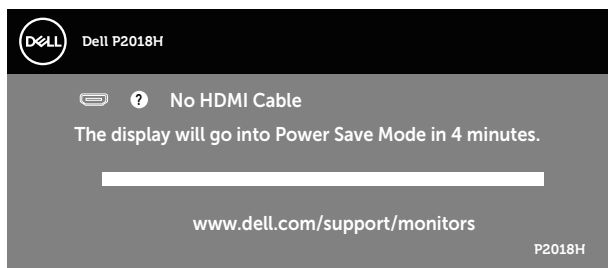 DELL
Dell P2018H
? No HDMI Cable
The display will go into Power Save Mode in 4 minutes.
www.dell.com/support/monitors
P2018H